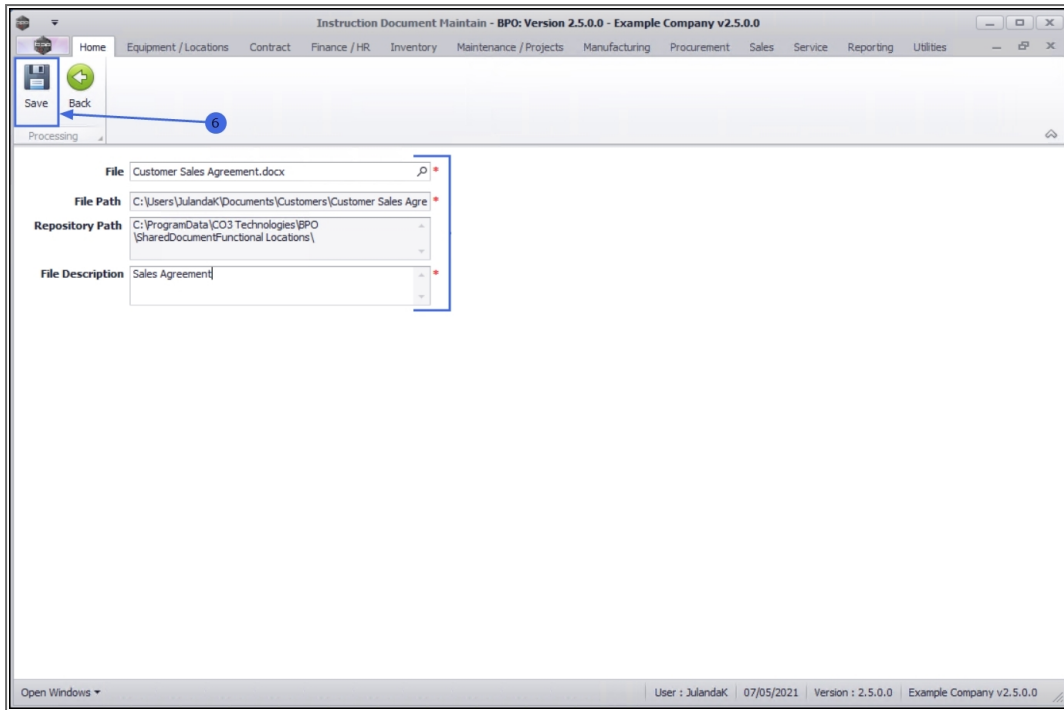 Instruction Document Maintain - BPO: Version 2.5.0.0 - Example Company v2.5.0.0
Home Equipment / Locations Contract Finance / HR Inventory Maintenance / Projects Manufacturing Procurement Sales Service Reporting Utilities
Save Back
6
Processing
File Customer Sales Agreement.docx *
File Path C:\Users\JulandaK\Documents\Customers\Customer Sales Agre *
Repository Path C:\ProgramData\CO3 Technologies\BPO
\SharedDocumentFunctional Locations\
File Description Sales Agreement *
Open Windows User : JulandaK 07/05/2021 Version : 2.5.0.0 Example Company v2.5.0.0